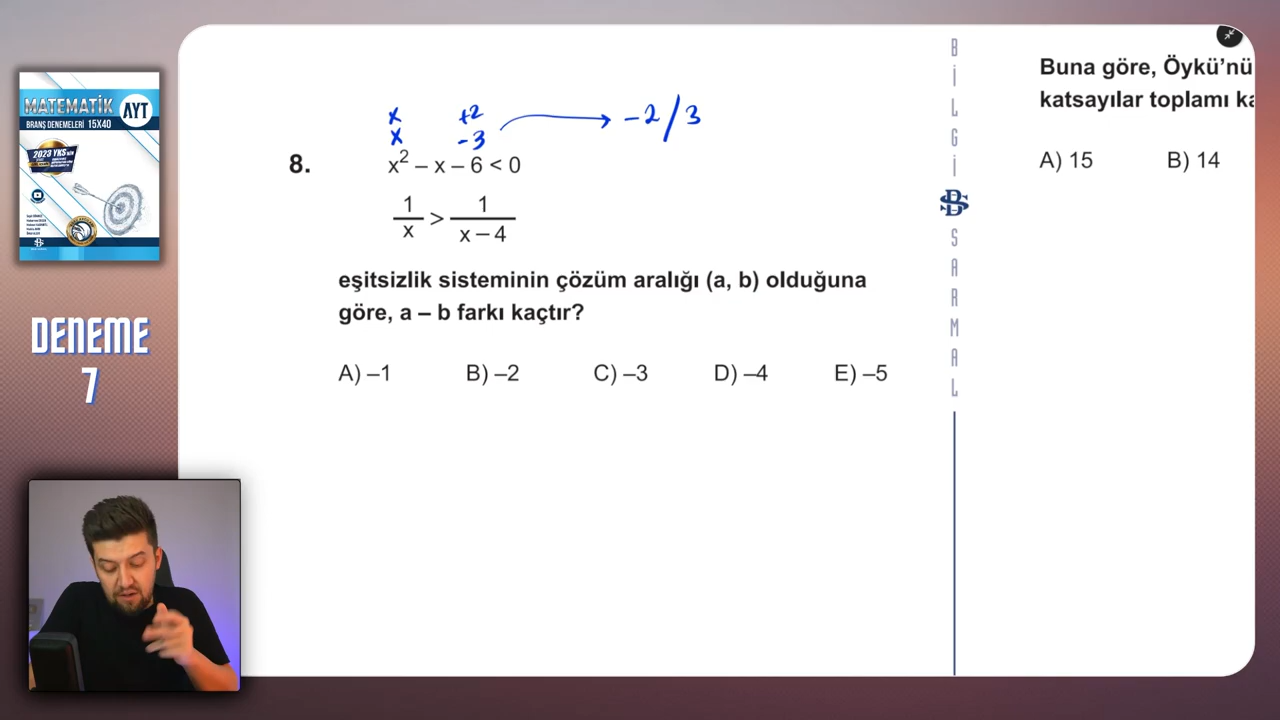 MATEMATİK AYT
BRANŞ DENEMELERİ 15X40
2023 YKS'NİN
DENEME
7
x +2
x -3 → -2 / 3
8. x² – x – 6 < 0
1/x > 1/(x – 4)
eşitsizlik sisteminin çözüm aralığı (a, b) olduğuna
göre, a – b farkı kaçtır?
A) –1 B) –2 C) –3 D) –4 E) –5
BİLGİ
SARMAL
Buna göre, Öykü'nü
katsayılar toplamı ka
A) 15 B) 14